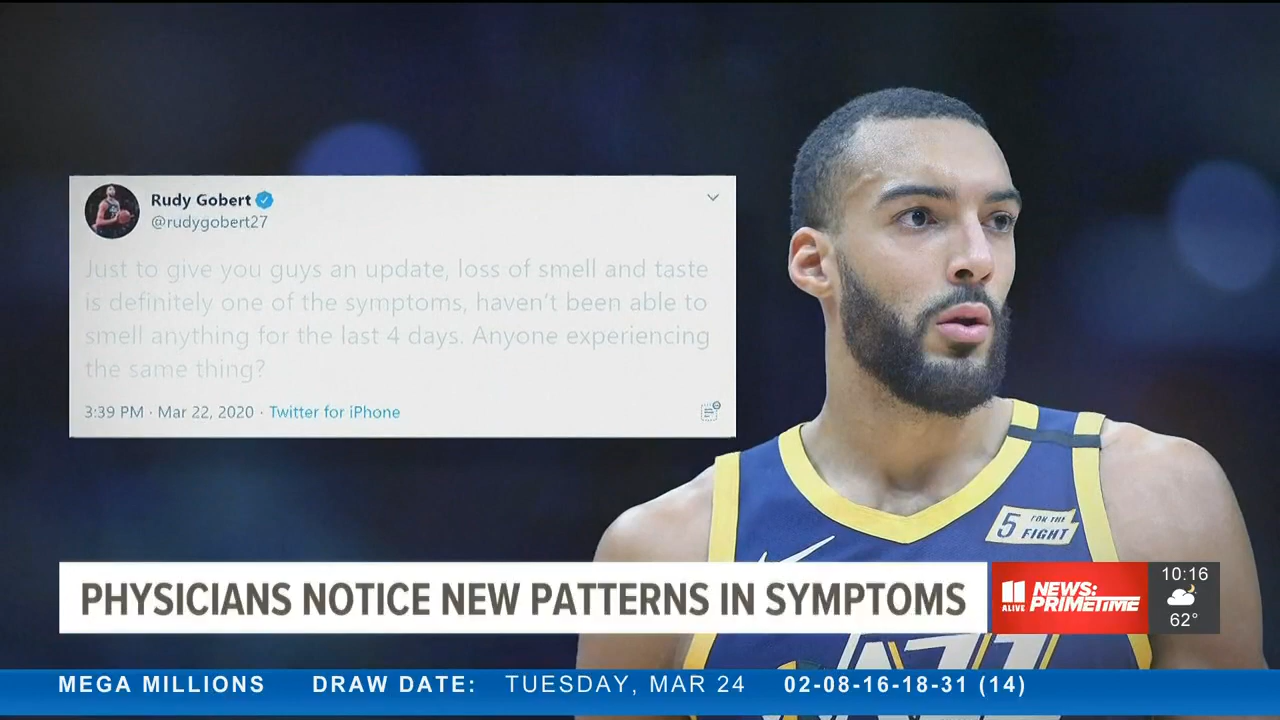 Rudy Gobert
@rudygobert27
Just to give you guys an update, loss of smell and taste
is definitely one of the symptoms, haven't been able to
smell anything for the last 4 days. Anyone experiencing
the same thing?
3:39 PM · Mar 22, 2020 · Twitter for iPhone
5 FOR THE
FIGHT
PHYSICIANS NOTICE NEW PATTERNS IN SYMPTOMS
11
ALIVE
NEWS:
PRIMETIME
10:16
62°
JAZZ
MEGA MILLIONS DRAW DATE: TUESDAY, MAR 24 02-08-16-18-31 (14)